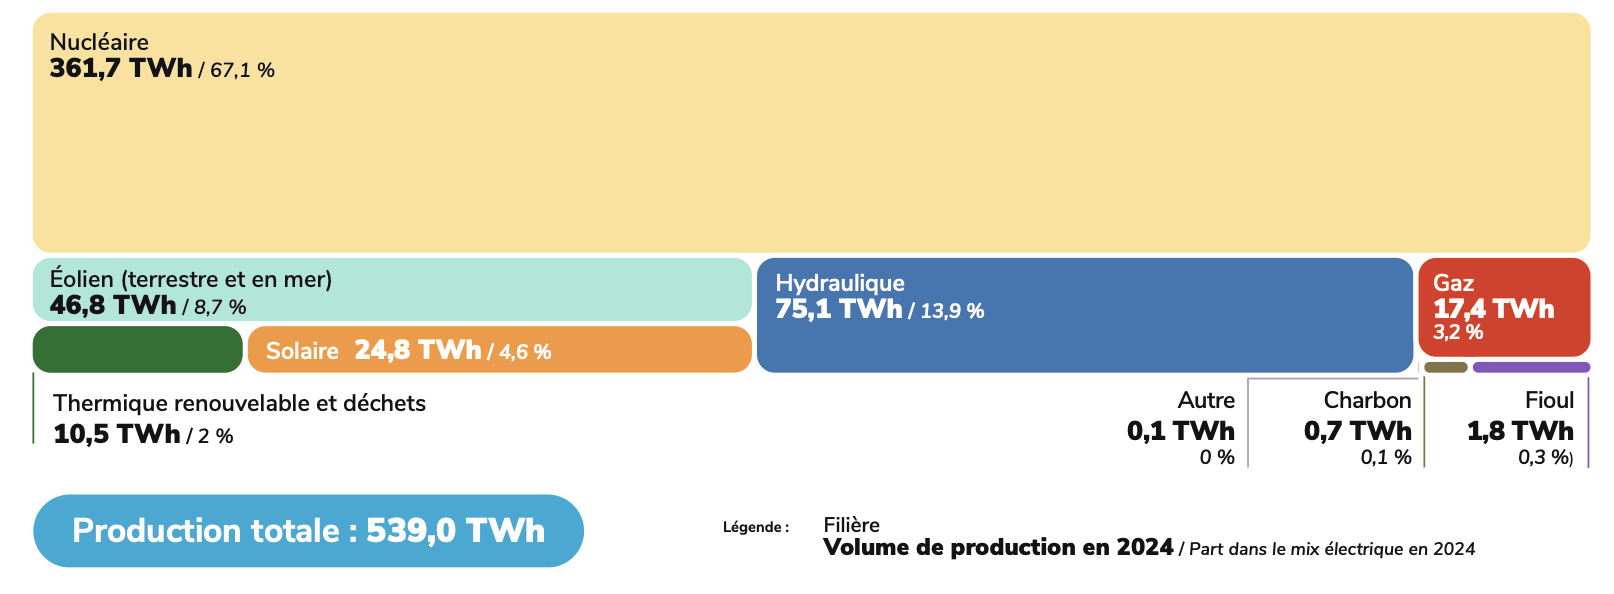 Nucléaire
361,7 TWh / 67,1 %
Éolien (terrestre et en mer)
46,8 TWh / 8,7 %
Hydraulique
75,1 TWh / 13,9 %
Gaz
17,4 TWh
3,2 %
Solaire 24,8 TWh / 4,6 %
Thermique renouvelable et déchets
10,5 TWh / 2 %
Autre
0,1 TWh
0 %
Charbon
0,7 TWh
0,1 %
Fioul
1,8 TWh
0,3 %)
Production totale : 539,0 TWh
Légende :
Filière
Volume de production en 2024 / Part dans le mix électrique en 2024